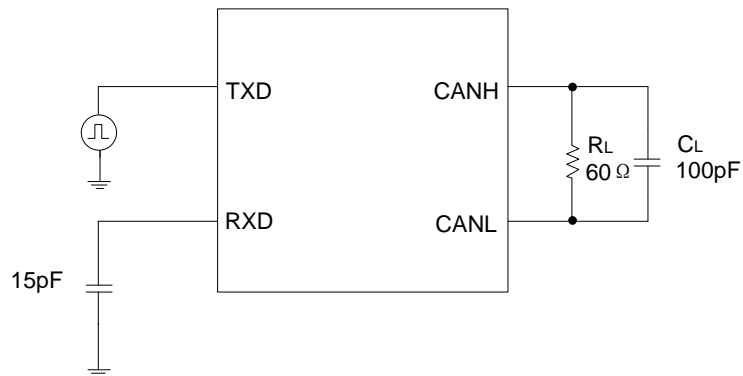 TXD
CANH
RL
60 Ω
CL
100pF
RXD
CANL
15pF